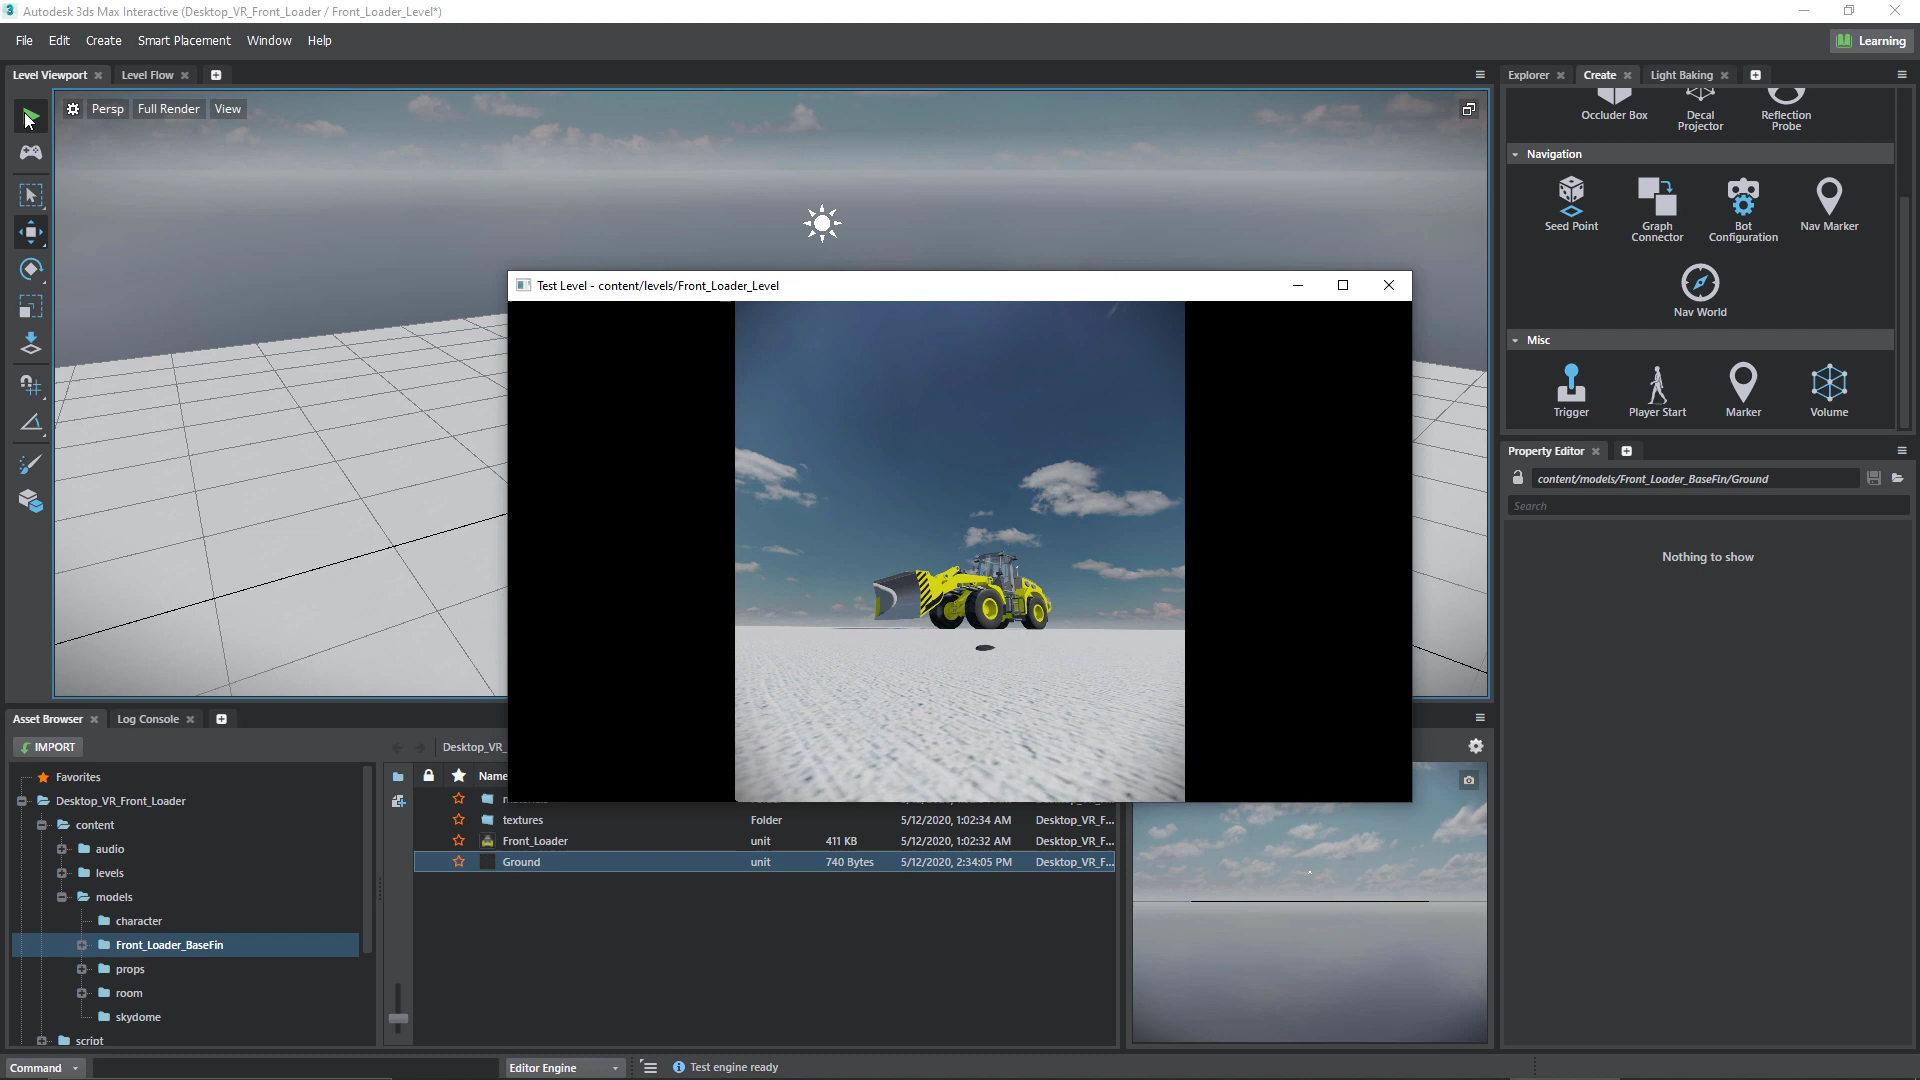 Autodesk 3ds Max Interactive (Desktop_VR_Front_Loader / Front_Loader_Level*)
File Edit Create Smart Placement Window Help
Learning
Level Viewport Level Flow
Explorer Create Light Baking
Persp Full Render View
Occluder Box Decal Projector Reflection Probe
Navigation
Seed Point Graph Connector Bot Configuration Nav Marker
Nav World
Test Level - content/levels/Front_Loader_Level
Misc
Trigger Player Start Marker Volume
Property Editor
content/models/Front_Loader_BaseFin/Ground
Search
Nothing to show
Asset Browser Log Console
IMPORT
Desktop_VR_
Favorites
Name
Desktop_VR_Front_Loader
content
textures Folder 5/12/2020, 1:02:34 AM Desktop_VR_F...
audio
Front_Loader unit 411 KB 5/12/2020, 1:02:32 AM Desktop_VR_F...
Ground unit 740 Bytes 5/12/2020, 2:34:05 PM Desktop_VR_F...
levels
models
character
Front_Loader_BaseFin
props
room
skydome
script
Command
Editor Engine
Test engine ready